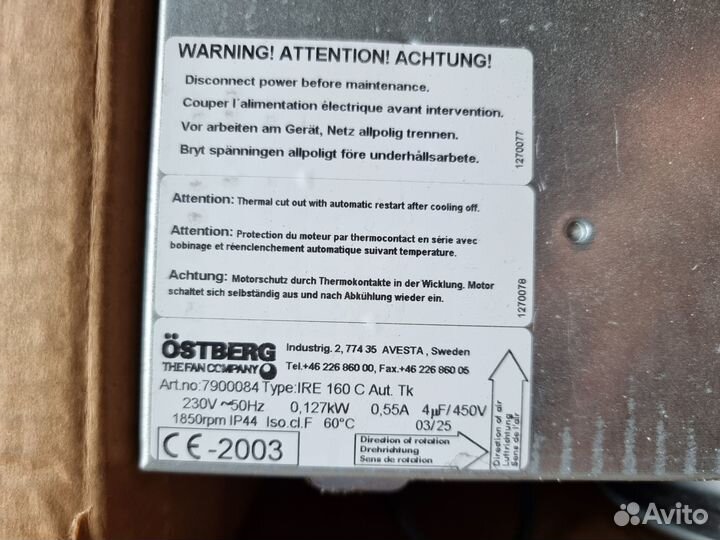 WARNING! ATTENTION! ACHTUNG!
Disconnect power before maintenance.
Couper l'alimentation électrique avant intervention.
Vor arbeiten am Gerät, Netz allpolig trennen.
Bryt spänningen allpoligt före underhållsarbete.
1270077
Attention: Thermal cut out with automatic restart after cooling off.
Attention: Protection du moteur par thermocontact en série avec
bobinage et réenclenchement automatique suivant temperature.
Achtung: Motorschutz durch Thermokontakte in der Wicklung. Motor
schaltet sich selbständig aus und nach Abkühlung wieder ein.
1270078
ÖSTBERG
THE FAN COMPANY
Industrig. 2, 774 35 AVESTA, Sweden
Tel.+46 226 860 00, Fax.+46 226 860 05
Art.no:7900084 Type:IRE 160 C Aut. Tk
230V ~50Hz 0,127kW 0,55A 4µF/450V
1850rpm IP44 Iso.cl.F 60°C 03/25
CE-2003
Direction of rotation
Drehrichtung
Sens de rotation
Direction of air
Luftrichtung
Sens de l'air
Avito